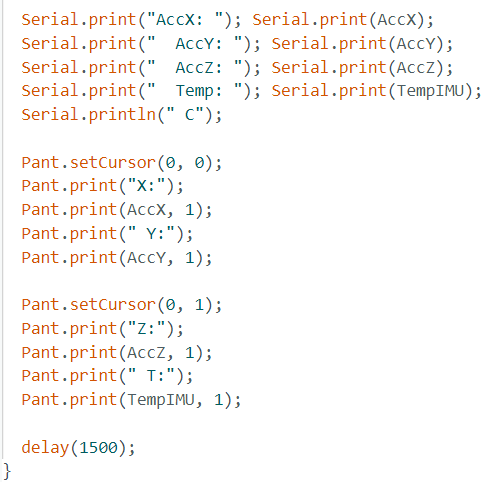 Serial.print("AccX: "); Serial.print(AccX);
Serial.print("  AccY: "); Serial.print(AccY);
Serial.print("  AccZ: "); Serial.print(AccZ);
Serial.print("  Temp: "); Serial.print(TempIMU);
Serial.println(" C");

Pant.setCursor(0, 0);
Pant.print("X:");
Pant.print(AccX, 1);
Pant.print(" Y:");
Pant.print(AccY, 1);

Pant.setCursor(0, 1);
Pant.print("Z:");
Pant.print(AccZ, 1);
Pant.print(" T:");
Pant.print(TempIMU, 1);

delay(1500);
}